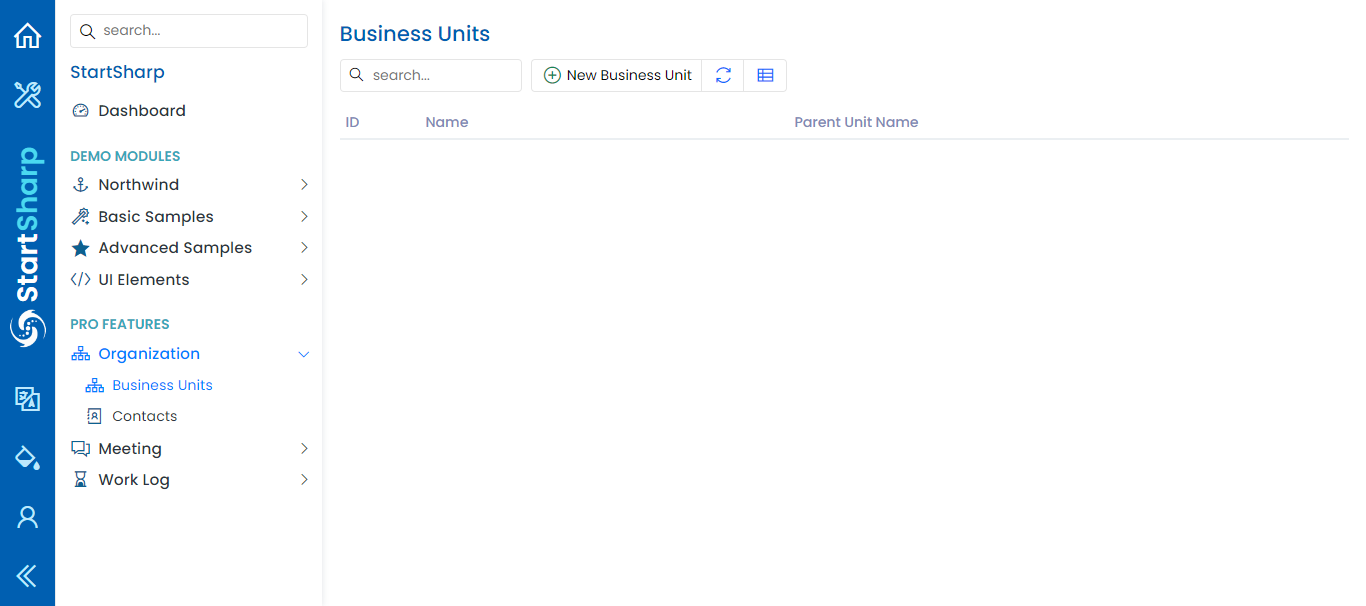 StartSharp
search...
StartSharp
Dashboard
DEMO MODULES
Northwind
Basic Samples
Advanced Samples
UI Elements
PRO FEATURES
Organization
Business Units
Contacts
Meeting
Work Log
Business Units
search...
New Business Unit
ID Name Parent Unit Name